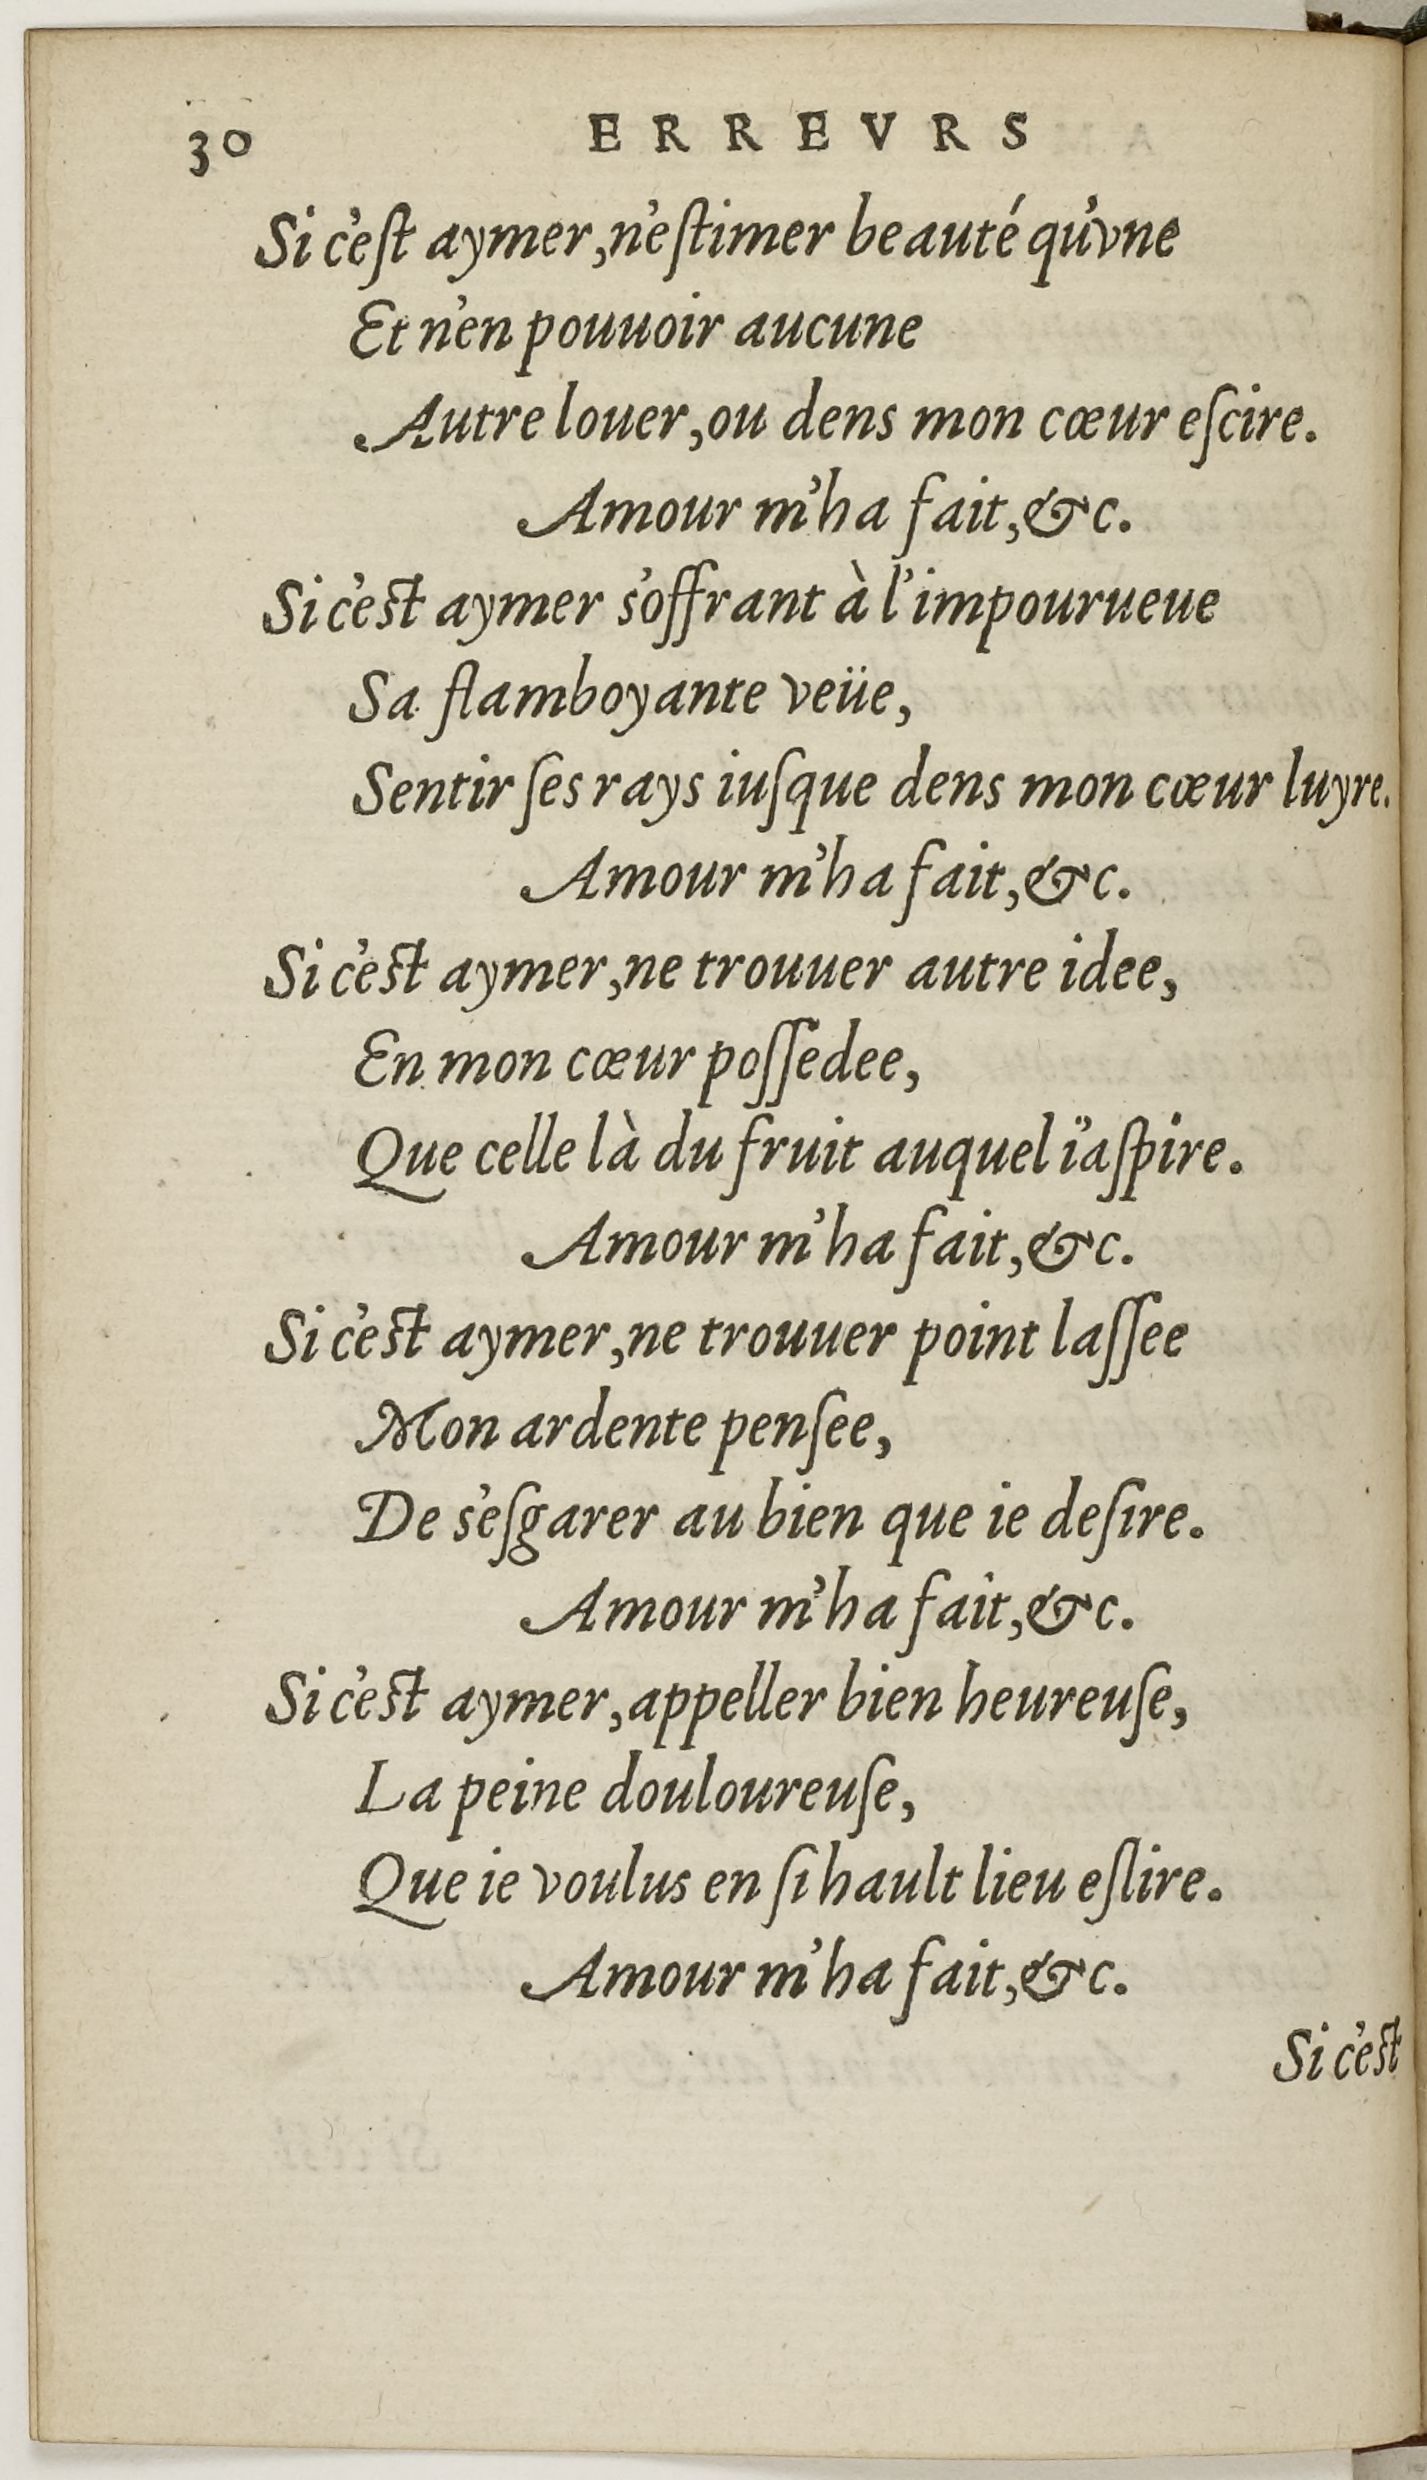 30 ERREVRS
Si c'eſt aymer, n'eſtimer beauté qu'vne
Et n'en pouuoir aucune
Autre louer, ou dens mon cœur eſcire.
Amour m'ha fait, &c.
Si c'eſt aymer s'offrant à l'impourueue
Sa flamboyante veüe,
Sentir ſes rays iuſque dens mon cœur luyre.
Amour m'ha fait, &c.
Si c'eſt aymer, ne trouuer autre idee,
En mon cœur poſſedee,
Que celle là du fruit auquel i'aſpire.
Amour m'ha fait, &c.
Si c'eſt aymer, ne trouuer point laſſee
Mon ardente penſee,
De s'eſgarer au bien que ie deſire.
Amour m'ha fait, &c.
Si c'eſt aymer, appeller bien heureuſe,
La peine douloureuſe,
Que ie voulus en ſi hault lieu eſlire.
Amour m'ha fait, &c.
Si c'eſt